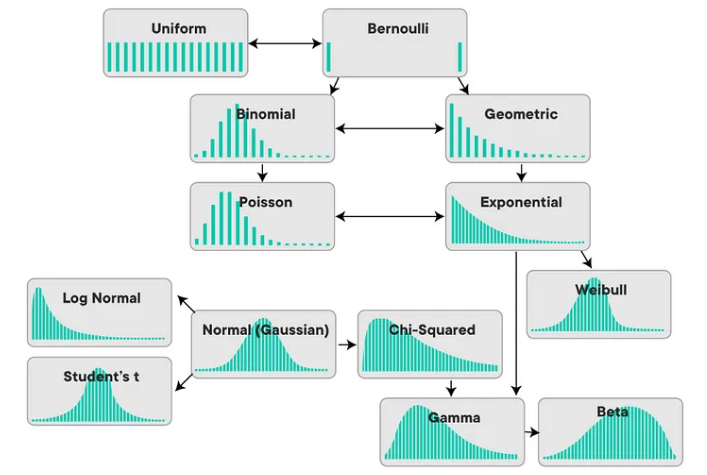 Uniform
Bernoulli
Binomial
Geometric
Poisson
Exponential
Weibull
Log Normal
Normal (Gaussian)
Chi-Squared
Student's t
Gamma
Beta